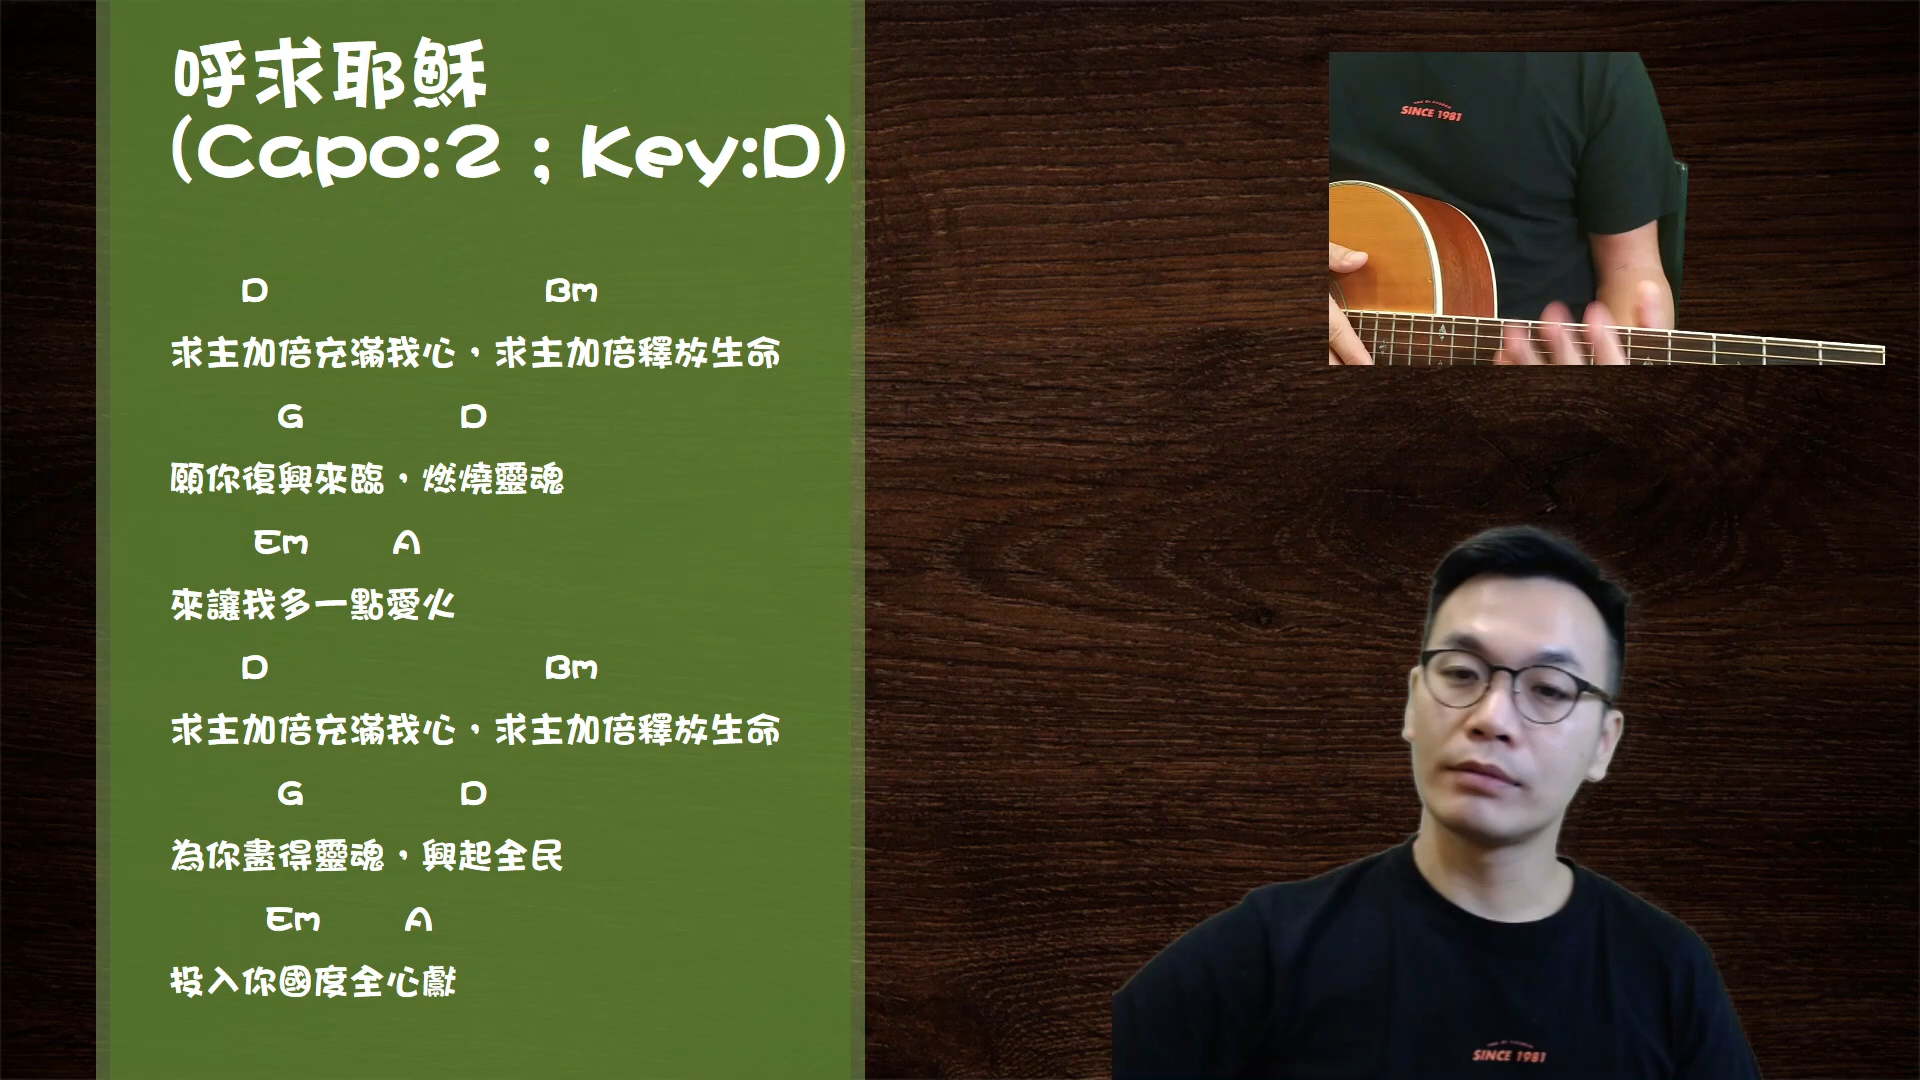 呼求耶穌
(Capo:2 ; Key:D)
D Bm
求主加倍充滿我心，求主加倍釋放生命
G D
願你復興來臨，燃燒靈魂
Em A
來讓我多一點愛火
D Bm
求主加倍充滿我心，求主加倍釋放生命
G D
為你盡得靈魂，興起全民
Em A
投入你國度全心獻
SINCE 1981
SINCE 1981